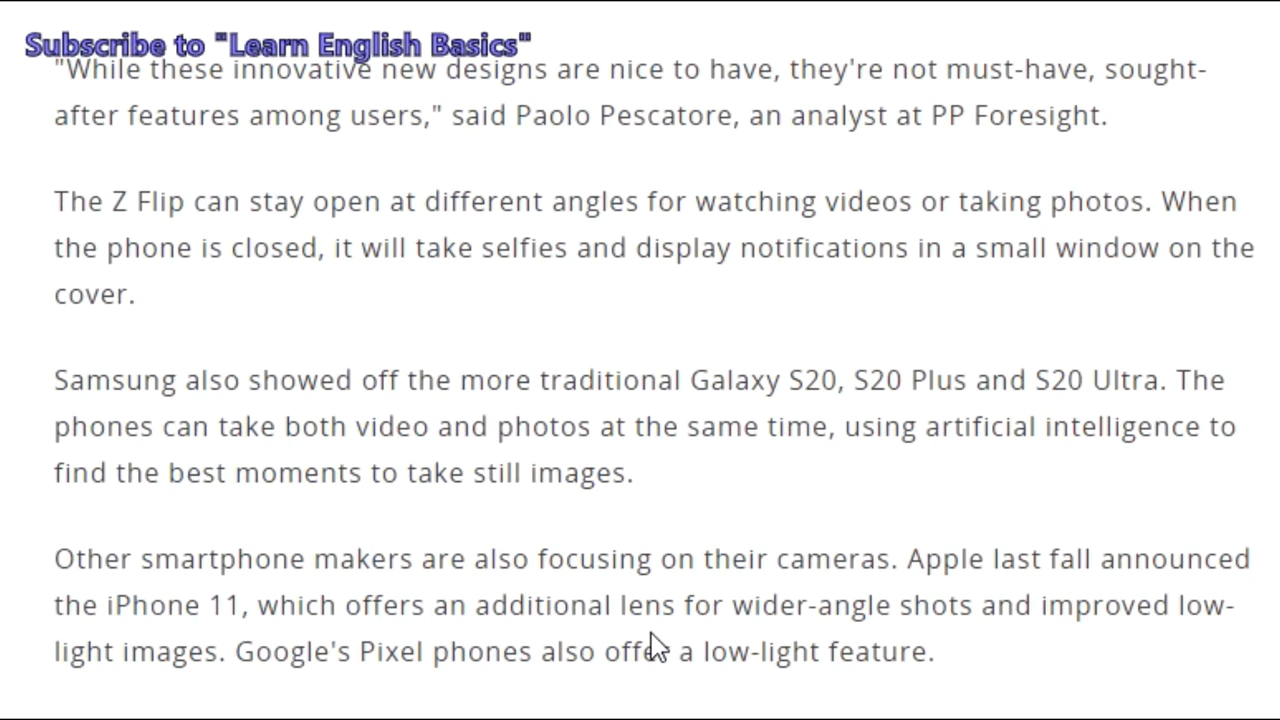 Subscribe to "Learn English Basics"
"While these innovative new designs are nice to have, they're not must-have, sought-
after features among users," said Paolo Pescatore, an analyst at PP Foresight.
The Z Flip can stay open at different angles for watching videos or taking photos. When
the phone is closed, it will take selfies and display notifications in a small window on the
cover.
Samsung also showed off the more traditional Galaxy S20, S20 Plus and S20 Ultra. The
phones can take both video and photos at the same time, using artificial intelligence to
find the best moments to take still images.
Other smartphone makers are also focusing on their cameras. Apple last fall announced
the iPhone 11, which offers an additional lens for wider-angle shots and improved low-
light images. Google's Pixel phones also offer a low-light feature.